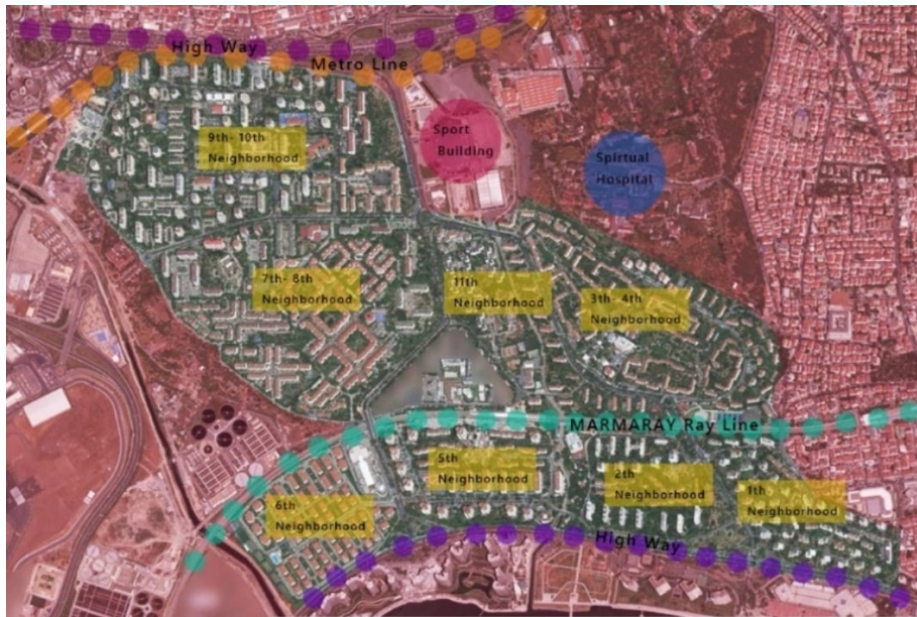 High Way
Metro Line
Sport
Building
9th- 10th
Neighborhood
Spirtual
Hospital
7th- 8th
Neighborhood
11th
Neighborhood
3th- 4th
Neighborhood
MARMARAY Ray Line
5th
Neighborhood
2th
Neighborhood
1th
Neighborhood
6th
Neighborhood
High Way